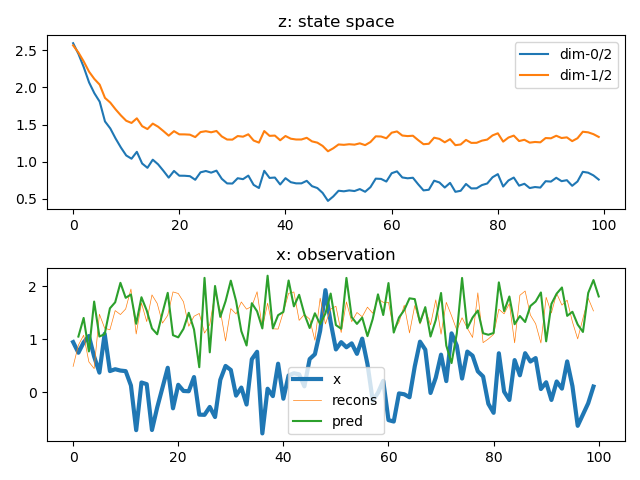 z: state space
2.5
2.0
1.5
1.0
0.5
dim-0/2
dim-1/2
0 20 40 60 80 100
x: observation
2
1
0
x
recons
pred
0 20 40 60 80 100